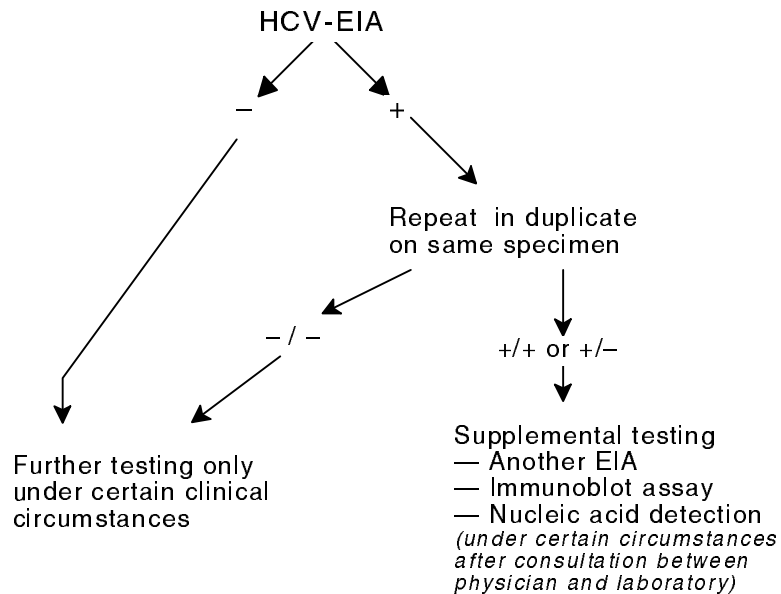 HCV-EIA
–
+
Repeat in duplicate
on same specimen
– / –
+/+ or +/–
Further testing only
under certain clinical
circumstances
Supplemental testing
— Another EIA
— Immunoblot assay
— Nucleic acid detection
(under certain circumstances
after consultation between
physician and laboratory)